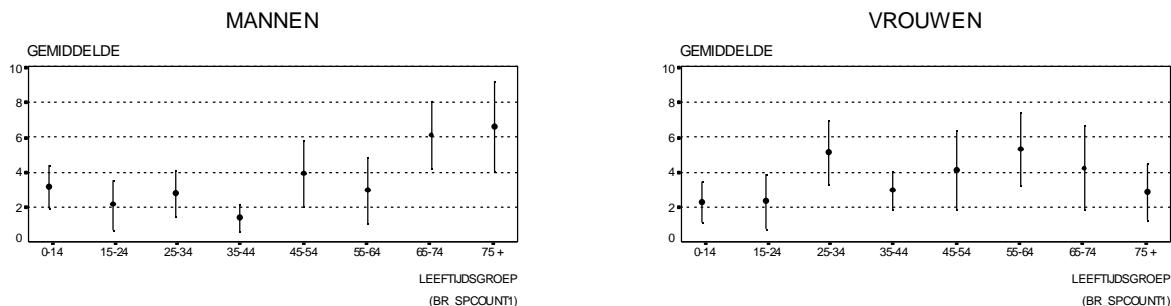 MANNEN
GEMIDDELDE
10
8
6
4
2
0
0-14 15-24 25-34 35-44 45-54 55-64 65-74 75 +
LEEFTIJDSGROEP
(BR_SPCOUNT1)
VROUWEN
GEMIDDELDE
10
8
6
4
2
0
0-14 15-24 25-34 35-44 45-54 55-64 65-74 75 +
LEEFTIJDSGROEP
(BR_SPCOUNT1)